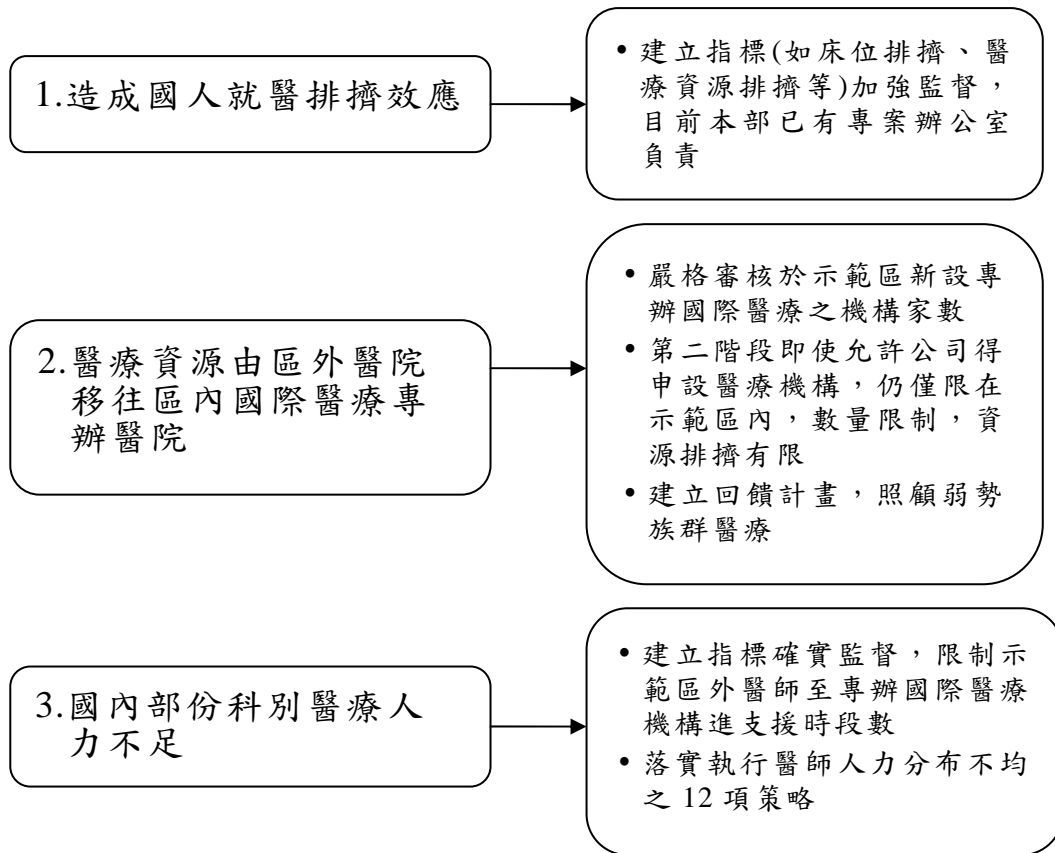 1.造成國人就醫排擠效應
• 建立指標(如床位排擠、醫
療資源排擠等)加強監督，
目前本部已有專案辦公室
負責
2.醫療資源由區外醫院
移往區內國際醫療專
辦醫院
• 嚴格審核於示範區新設專
辦國際醫療之機構家數
• 第二階段即使允許公司得
申設醫療機構，仍僅限在
示範區內，數量限制，資
源排擠有限
• 建立回饋計畫，照顧弱勢
族群醫療
3.國內部份科別醫療人
力不足
• 建立指標確實監督，限制示
範區外醫師至專辦國際醫療
機構進支援時段數
• 落實執行醫師人力分布不均
之 12 項策略